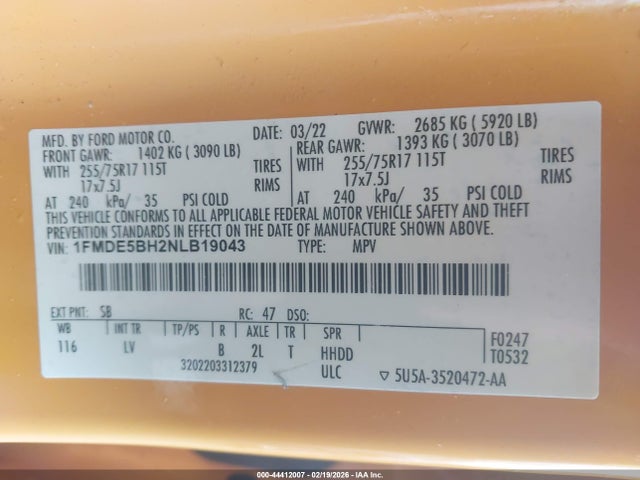 MFD. BY FORD MOTOR CO.
DATE: 03/22 GVWR: 2685 KG ( 5920 LB)
FRONT GAWR: 1402 KG ( 3090 LB) REAR GAWR: 1393 KG ( 3070 LB)
WITH 255/75R17 115T TIRES WITH 255/75R17 115T TIRES
17x7.5J RIMS 17x7.5J RIMS
AT 240 kPa/ 35 PSI COLD AT 240 kPa/ 35 PSI COLD
THIS VEHICLE CONFORMS TO ALL APPLICABLE FEDERAL MOTOR VEHICLE SAFETY AND THEFT
PREVENTION STANDARDS IN EFFECT ON THE DATE OF MANUFACTURE SHOWN ABOVE.
VIN: 1FMDE5BH2NLB19043 TYPE: MPV
EXT PNT: SB RC: 47 DSO:
WB INT TR TP/PS R AXLE TR SPR
116 LV B 2L T HHDD
F0247
T0532
3202203312379 ULC
▽ 5U5A-3520472-AA
000-44412007 - 02/19/2026 - IAA Inc.